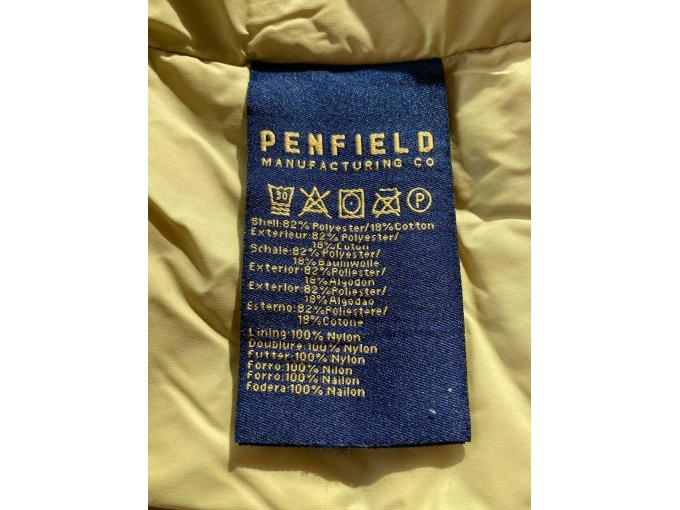 PENFIELD
MANUFACTURING CO
30 P
Shell:82% Polyester/18% Cotton
Exterieur:82% Polyester/
18% Cuton
Schale:82% Polyester/
18% Baumwolle
Exterior:82% Poliester/
18% Algodon
Exterior:82% Poliester/
18% Algodao
Esterno:82% Poliestere/
18% Cotone
Lining:100% Nylon
Doublure:100% Nylon
Futter:100% Nylon
Forro:100% Nilon
Forro:100% Nailon
Fodera:100% Nailon